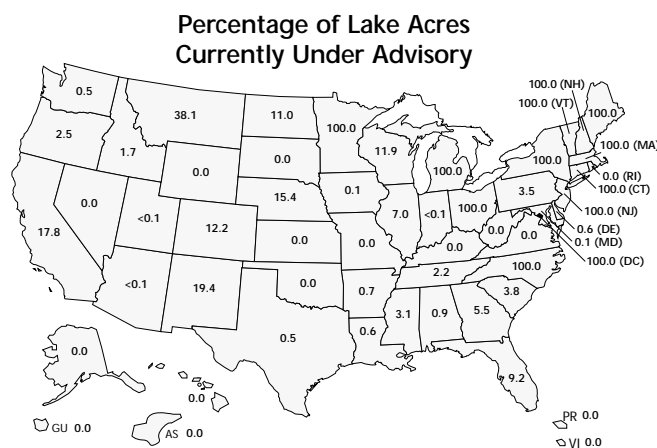 Percentage of Lake Acres
Currently Under Advisory
0.5
38.1
11.0
100.0
100.0 (NH)
100.0 (VT)
100.0
2.5
1.7
0.0
0.0
11.9
100.0
100.0
100.0 (MA)
0.0 (RI)
100.0 (CT)
15.4
0.1
3.5
100.0 (NJ)
0.0
<0.1
12.2
7.0
<0.1
100.0
0.0
0.0
0.6 (DE)
0.1 (MD)
100.0 (DC)
17.8
0.0
0.0
0.0
2.2
100.0
<0.1
19.4
0.0
0.7
3.8
3.1
0.9
5.5
0.5
0.6
0.0
9.2
0.0
GU 0.0
AS 0.0
PR 0.0
VI 0.0